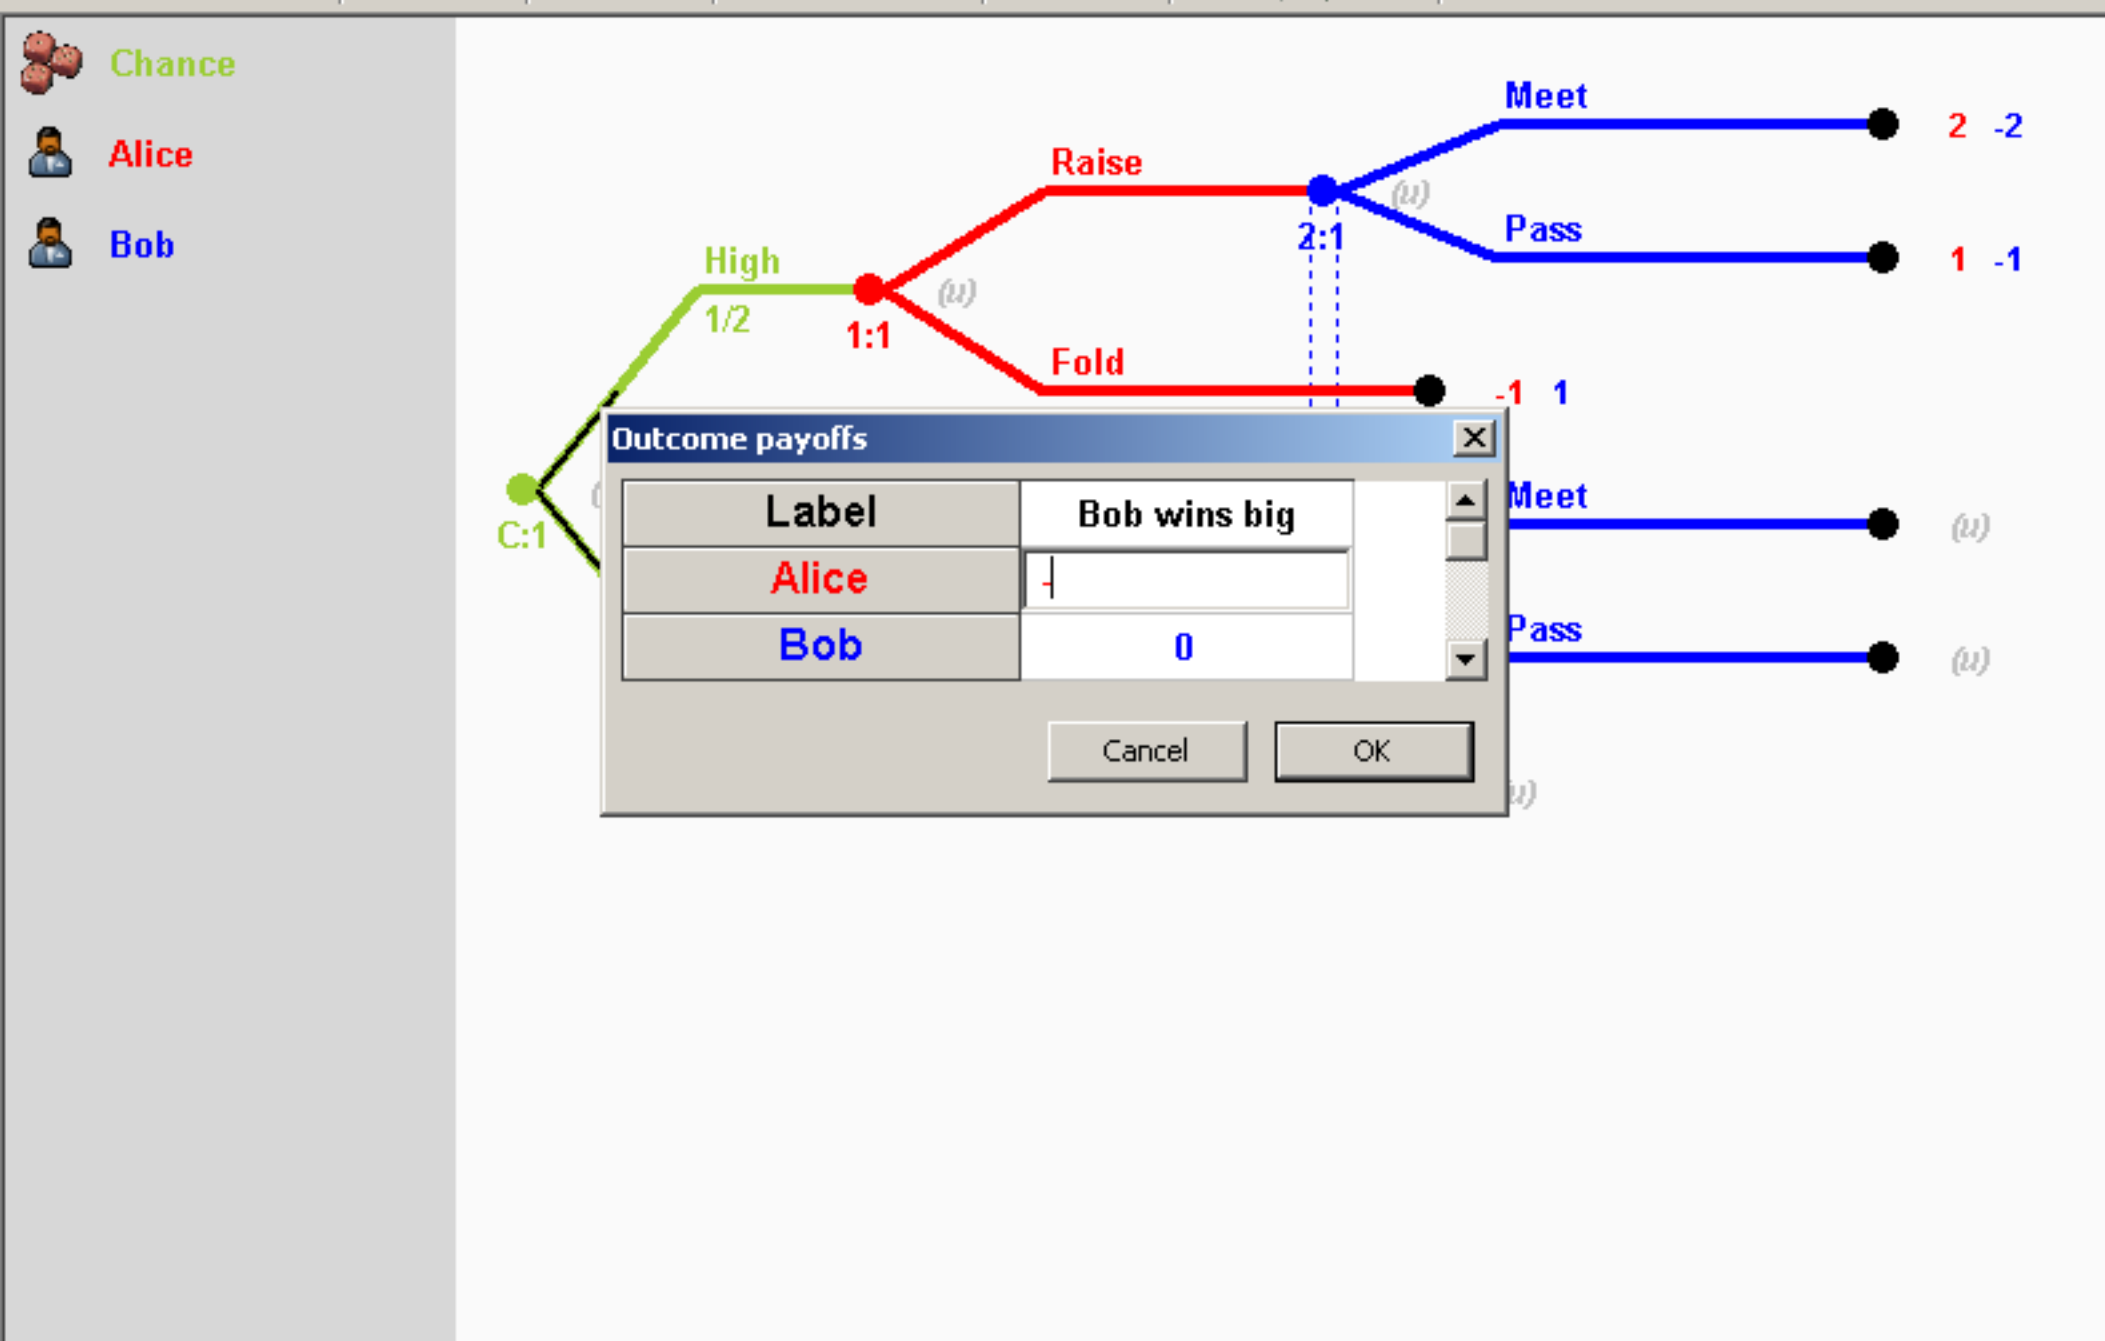 Chance
Alice
Bob
Meet
2 -2
Raise
(u)
2:1
Pass
1 -1
High
1/2
(u)
1:1
Fold
-1 1
C:1
Outcome payoffs
Label Bob wins big
Alice -
Bob 0
Cancel OK
Meet
(u)
Pass
(u)
u)